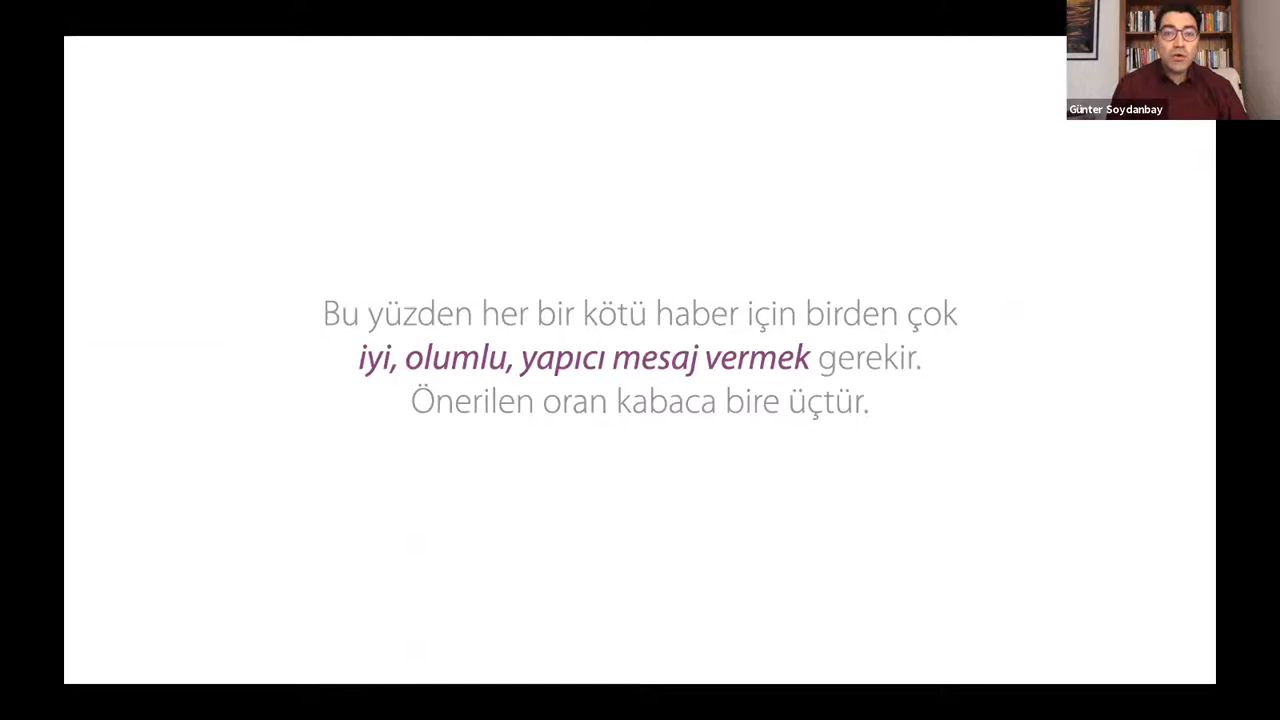 Günter Soydanbay
Bu yüzden her bir kötü haber için birden çok
iyi, olumlu, yapıcı mesaj vermek gerekir.
Önerilen oran kabaca bire üçtür.